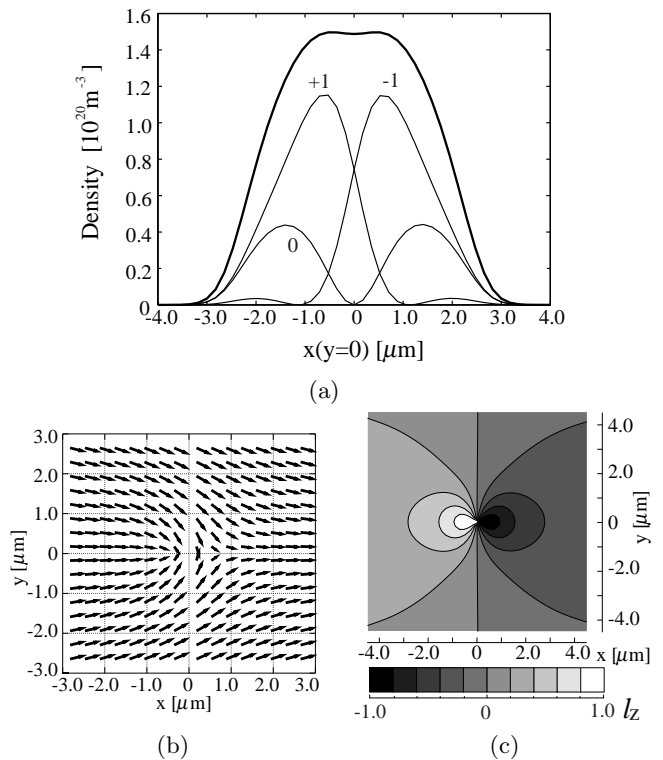 1.6
1.4
1.2
1.0
0.8
0.6
0.4
0.2
0
Density [10²⁰m⁻³]
+1
-1
0
-4.0 -3.0 -2.0 -1.0 0 1.0 2.0 3.0 4.0
x(y=0) [μm]
(a)
3.0
2.0
1.0
0
-1.0
-2.0
-3.0
y [μm]
-3.0 -2.0 -1.0 0 1.0 2.0 3.0
x [μm]
(b)
4.0
2.0
0
-2.0
-4.0
y [μm]
-4.0 -2.0 0 2.0 4.0 x [μm]
-1.0 0 1.0 lz
(c)